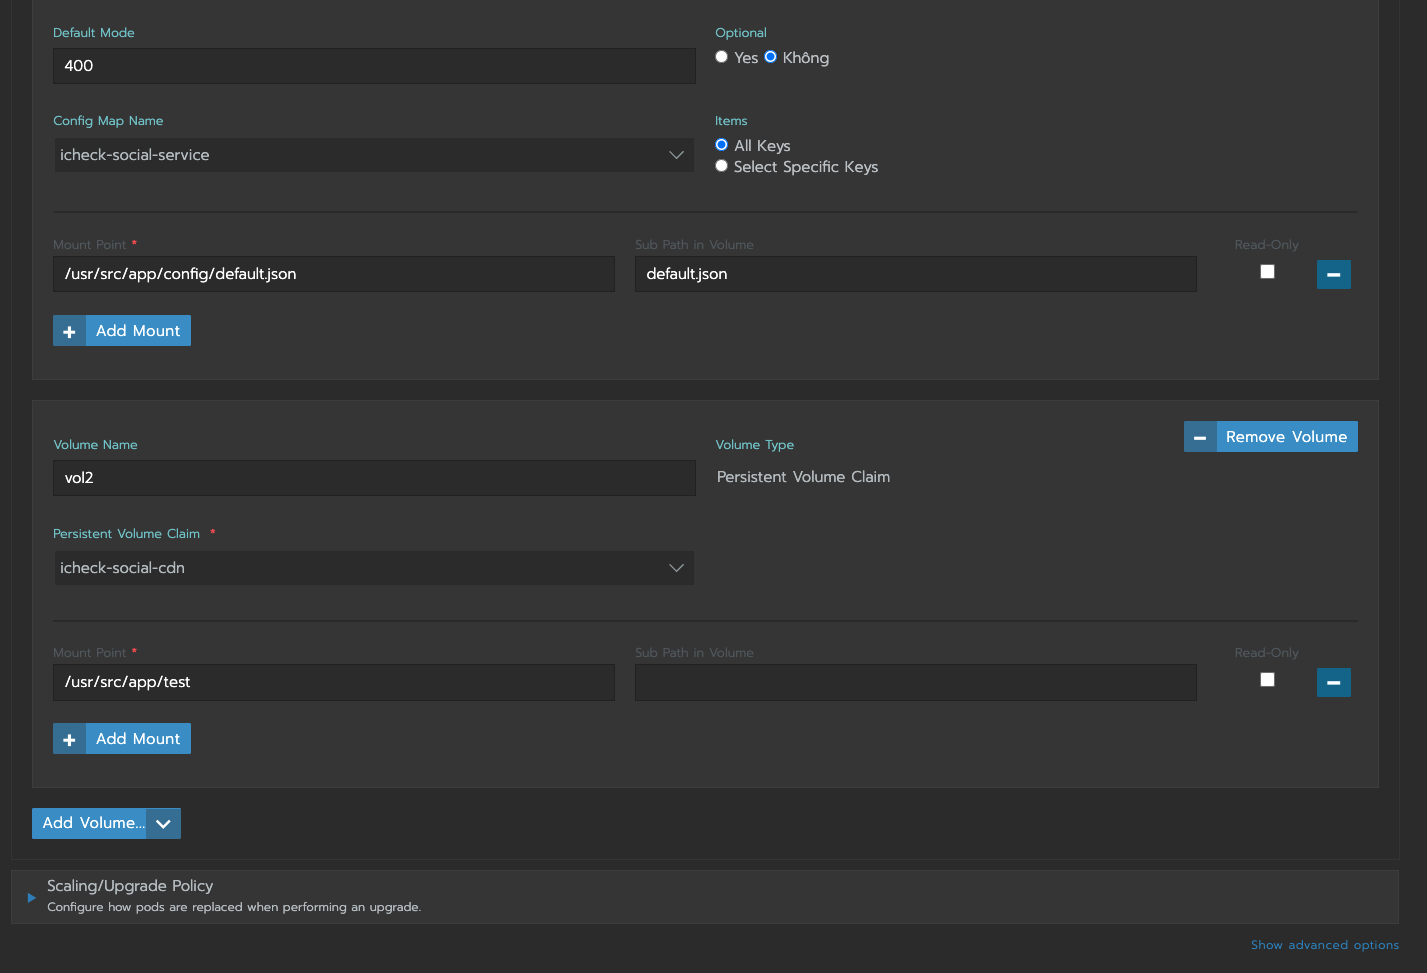 Default Mode
Optional
400
Yes Không
Config Map Name
Items
icheck-social-service
All Keys
Select Specific Keys
Mount Point *
Sub Path in Volume
Read-Only
/usr/src/app/config/default.json
default.json
+ Add Mount
Volume Name
Volume Type
− Remove Volume
vol2
Persistent Volume Claim
Persistent Volume Claim *
icheck-social-cdn
Mount Point *
Sub Path in Volume
Read-Only
/usr/src/app/test
+ Add Mount
Add Volume...
Scaling/Upgrade Policy
Configure how pods are replaced when performing an upgrade.
Show advanced options